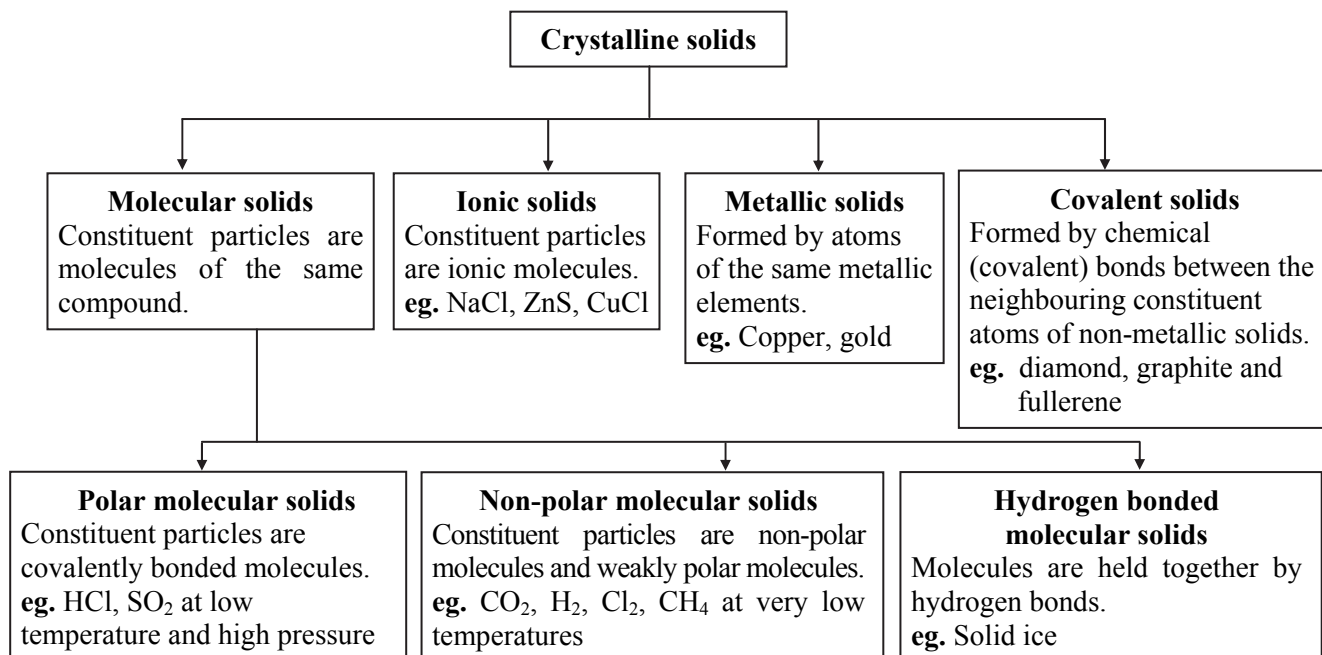 Crystalline solids
Molecular solids
Constituent particles are
molecules of the same
compound.
Ionic solids
Constituent particles
are ionic molecules.
eg. NaCl, ZnS, CuCl
Metallic solids
Formed by atoms
of the same metallic
elements.
eg. Copper, gold
Covalent solids
Formed by chemical
(covalent) bonds between the
neighbouring constituent
atoms of non-metallic solids.
eg. diamond, graphite and
fullerene
Polar molecular solids
Constituent particles are
covalently bonded molecules.
eg. HCl, SO₂ at low
temperature and high pressure
Non-polar molecular solids
Constituent particles are non-polar
molecules and weakly polar molecules.
eg. CO₂, H₂, Cl₂, CH₄ at very low
temperatures
Hydrogen bonded
molecular solids
Molecules are held together by
hydrogen bonds.
eg. Solid ice